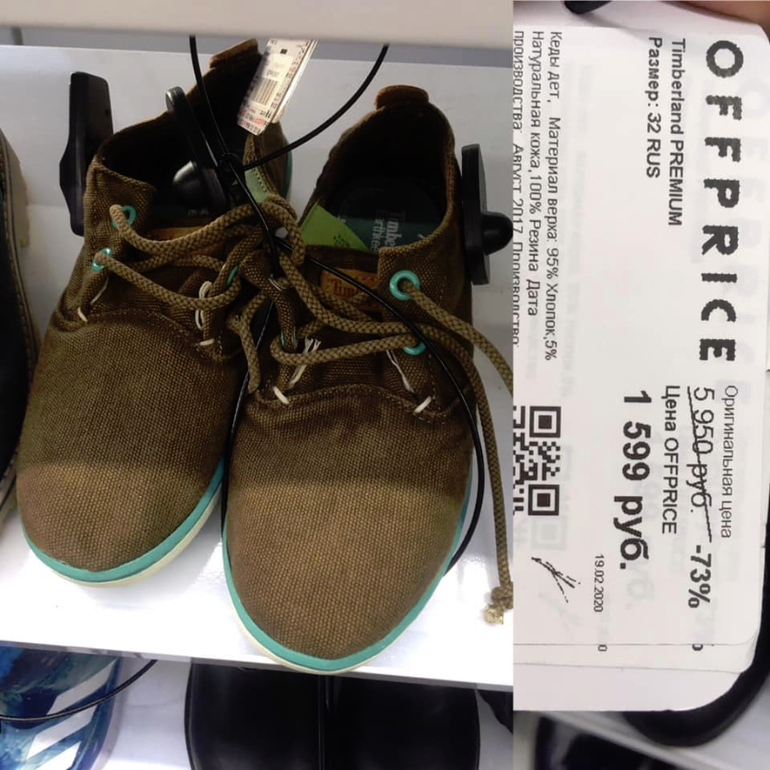 OFFPRICE
Timberland PREMIUM
Размер: 32 RUS
Кеды дет, Материал верха: 95% Хлопок,5%
Натуральная кожа,100% Резина Дата
производства: Август 2017 Производство:
Оригинальная цена
5 950 руб. -73%
Цена OFFPRICE
1 599 руб.
19.02.2020